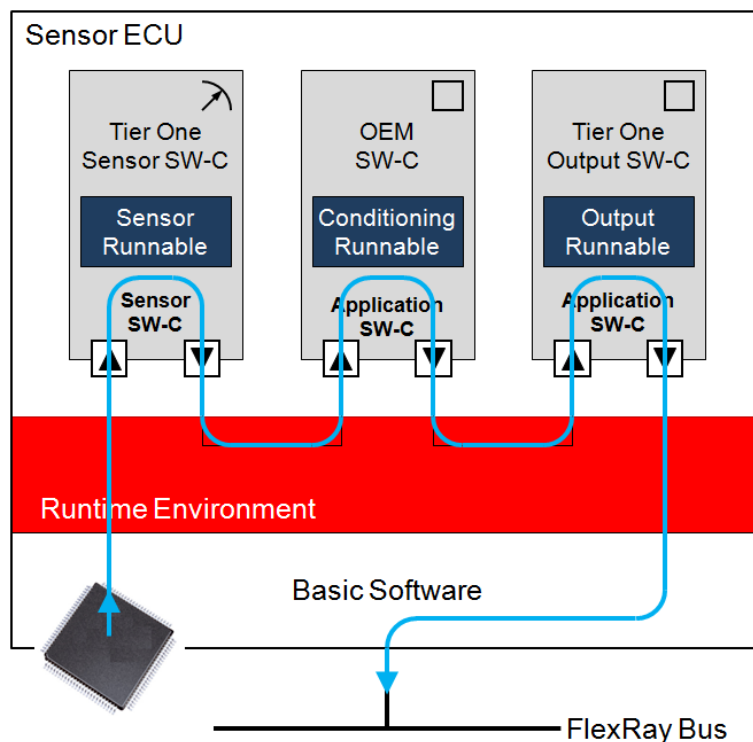 Sensor ECU
Tier One
Sensor SW-C
Sensor
Runnable
Sensor
SW-C
OEM
SW-C
Conditioning
Runnable
Application
SW-C
Tier One
Output SW-C
Output
Runnable
Application
SW-C
Runtime Environment
Basic Software
FlexRay Bus